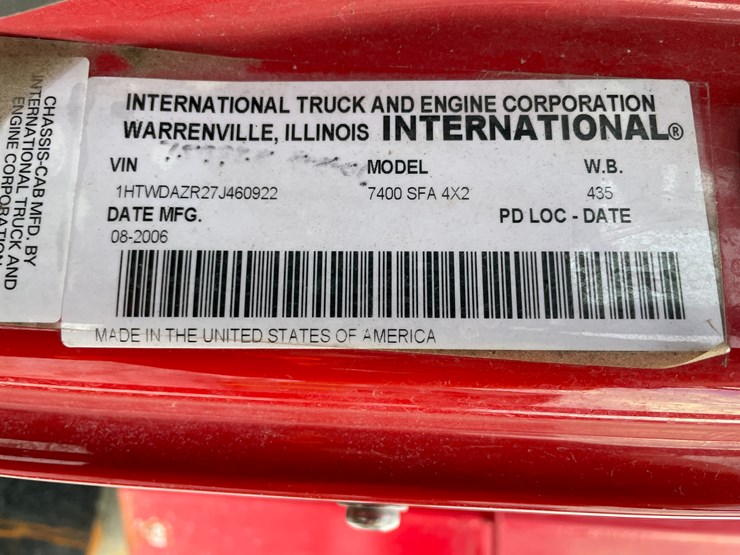 CHASSIS-CAB MFD. BY
INTERNATIONAL TRUCK AND
ENGINE CORPORATION
INTERNATIONAL TRUCK AND ENGINE CORPORATION
WARRENVILLE, ILLINOIS INTERNATIONAL®
VIN MODEL W.B.
1HTWDAZR27J460922 7400 SFA 4X2 435
DATE MFG. PD LOC - DATE
08-2006
MADE IN THE UNITED STATES OF AMERICA